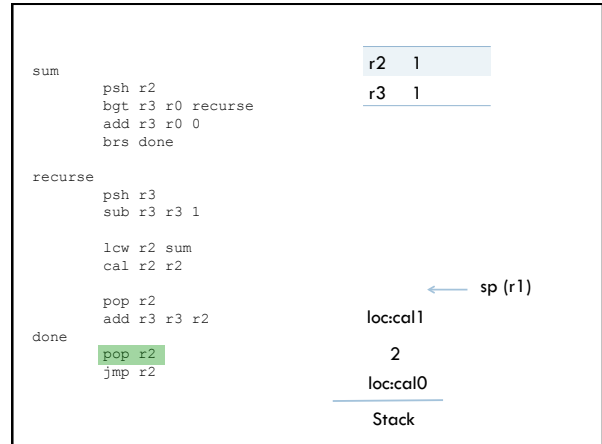 sum
psh r2
bgt r3 r0 recurse
add r3 r0 0
brs done
recurse
psh r3
sub r3 r3 1
lcw r2 sum
cal r2 r2
pop r2
add r3 r3 r2
done
pop r2
jmp r2
r2 1
r3 1
sp (r1)
loc:cal1
2
loc:cal0
Stack